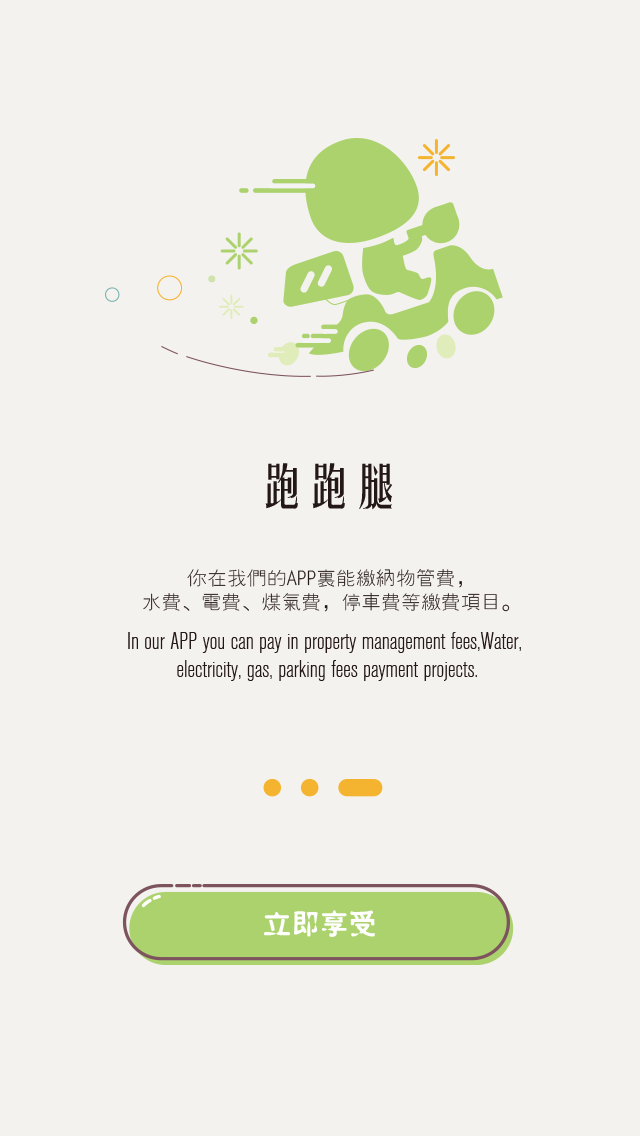 跑跑腿
你在我們的APP裏能繳納物管費，
水費、電費、煤氣費，停車費等繳費項目。
In our APP you can pay in property management fees,Water,
electricity, gas, parking fees payment projects.
立即享受